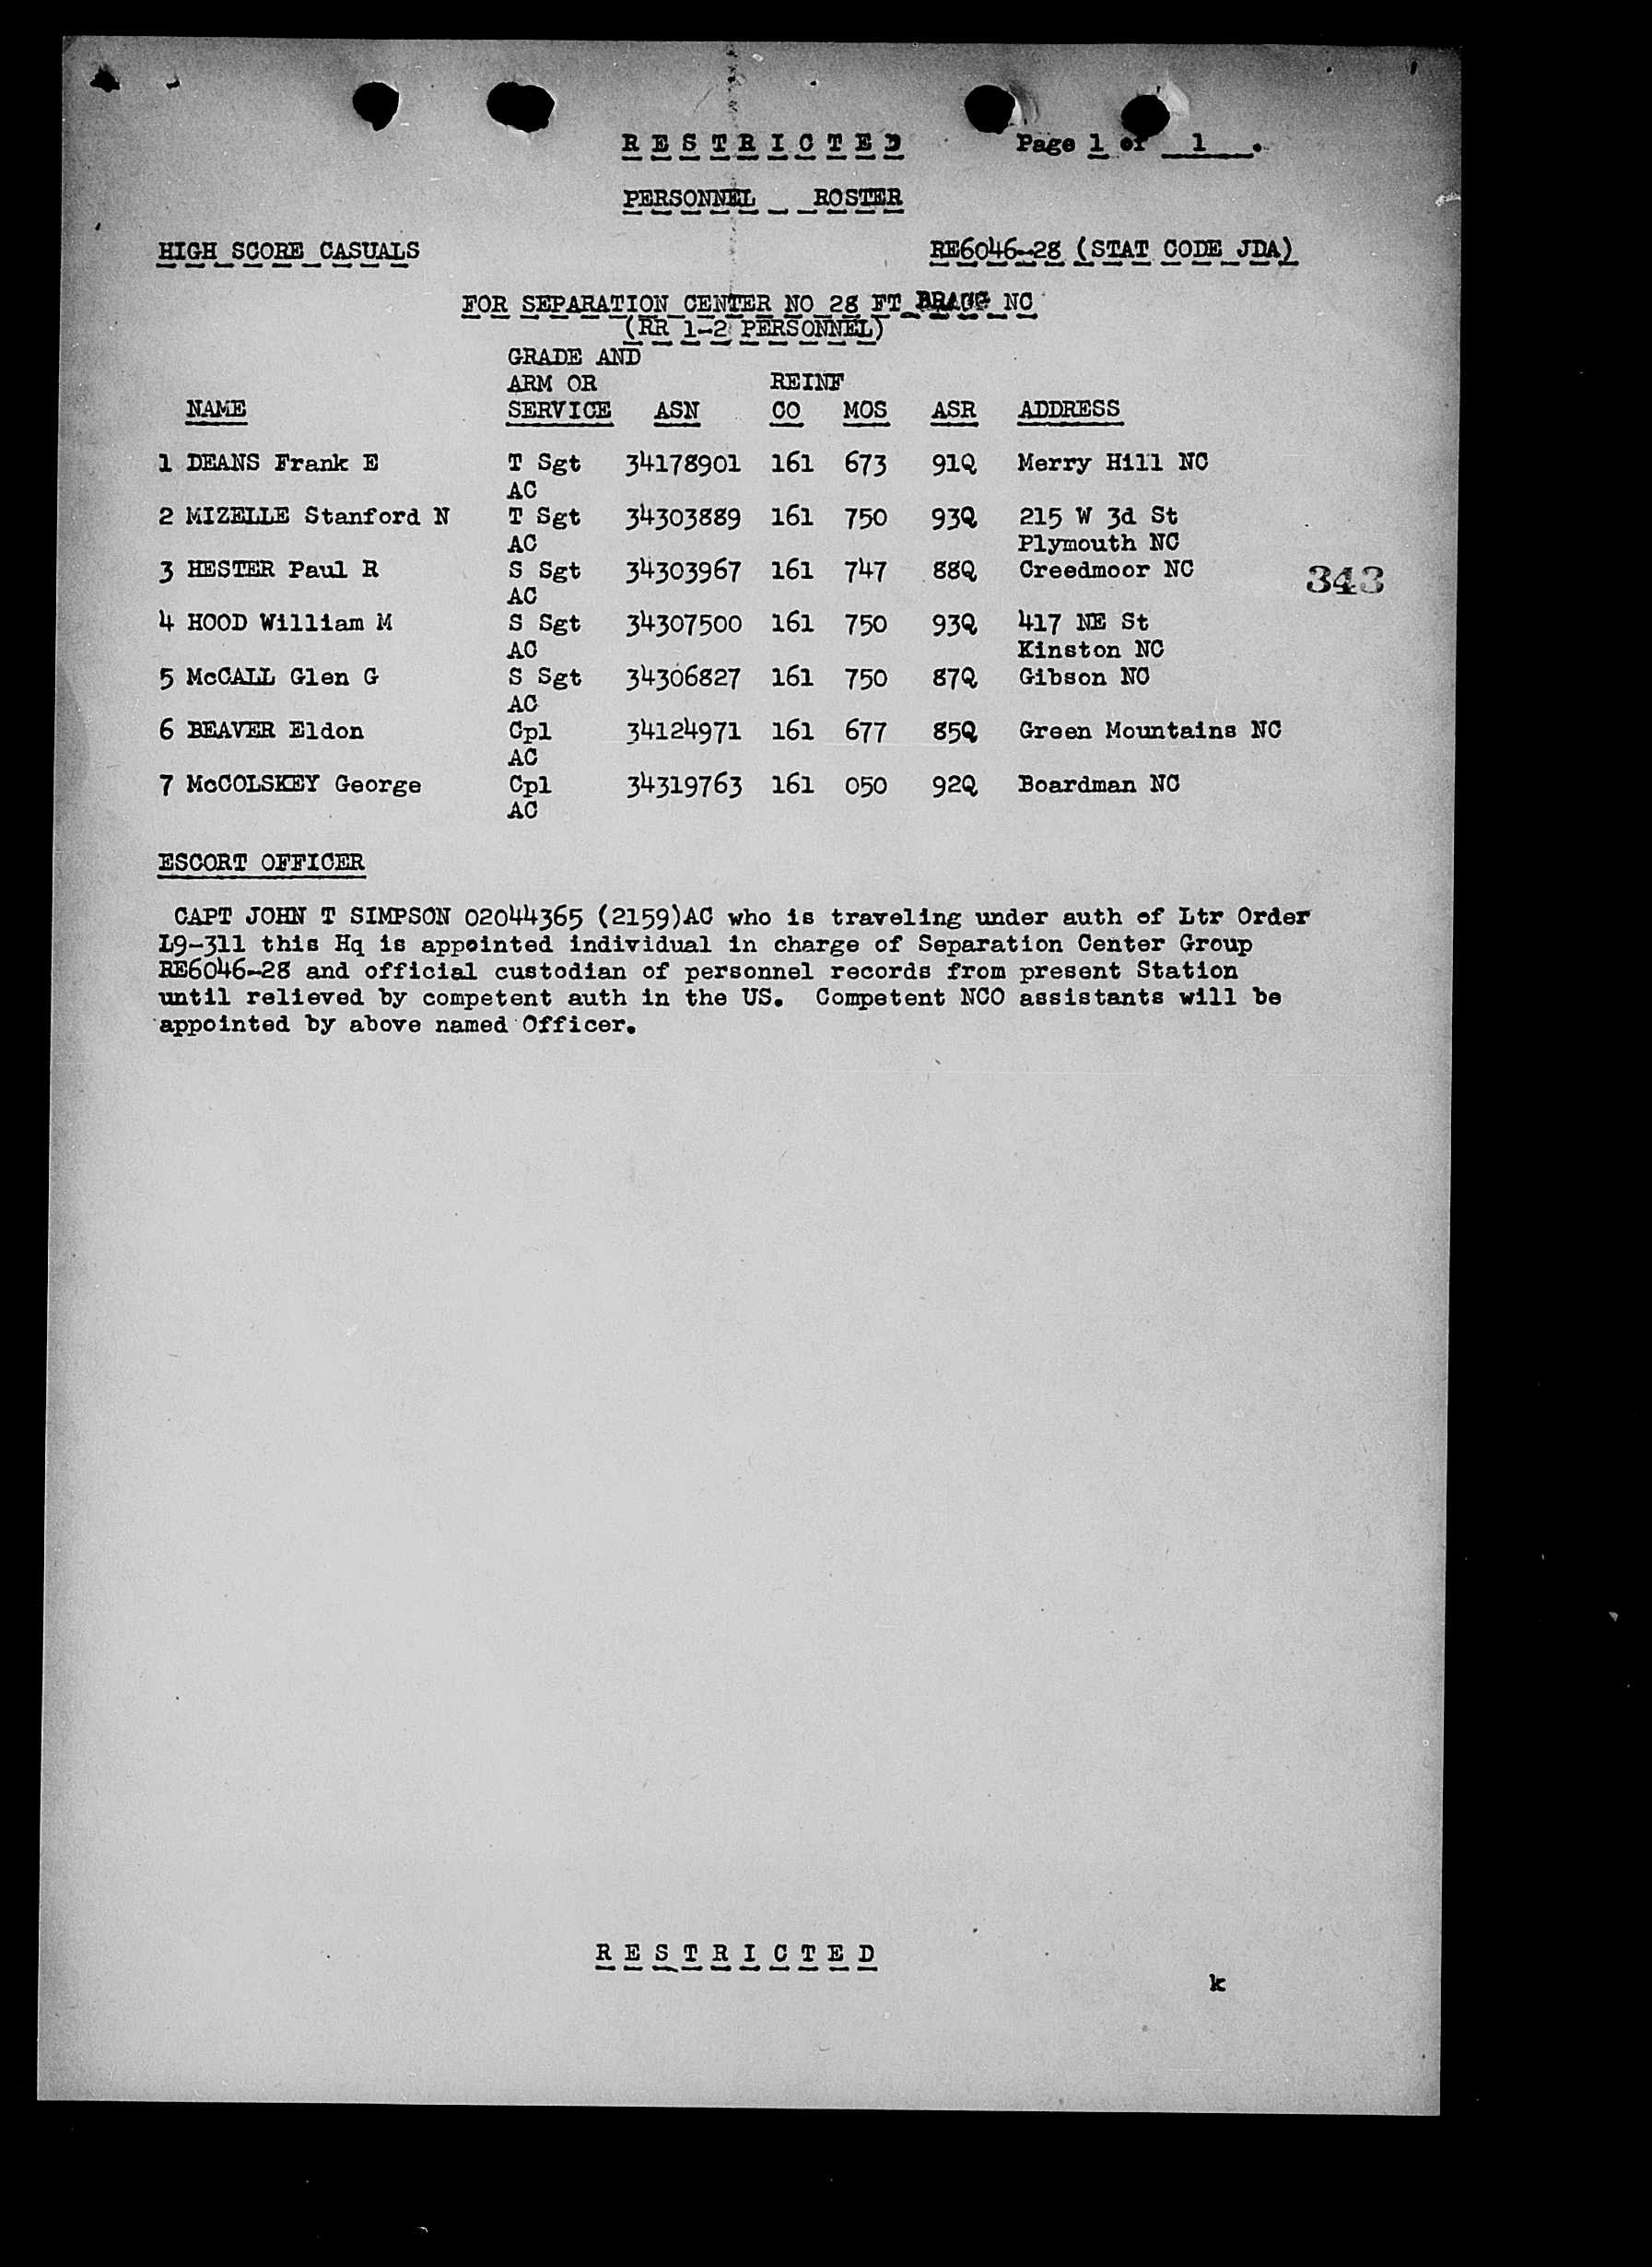 RESTRICTED Page 1 of 1.
PERSONNEL ROSTER
HIGH SCORE CASUALS RE6046-28 (STAT CODE JDA)
FOR SEPARATION CENTER NO 28 FT BRAGG NC
(RR 1-2 PERSONNEL)
GRADE AND
ARM OR REINF
NAME SERVICE ASN CO MOS ASR ADDRESS
1 DEANS Frank E T Sgt 34178901 161 673 91Q Merry Hill NC
AC
2 MIZELLE Stanford N T Sgt 34303889 161 750 93Q 215 W 3d St
AC Plymouth NC
3 HESTER Paul R S Sgt 34303967 161 747 88Q Creedmoor NC
343
AC
4 HOOD William M S Sgt 34307500 161 750 93Q 417 NE St
AC Kinston NC
5 McCALL Glen G S Sgt 34306827 161 750 87Q Gibson NC
AC
6 BEAVER Eldon Cpl 34124971 161 677 85Q Green Mountains NC
AC
7 McCOLSKEY George Cpl 34319763 161 050 92Q Boardman NC
AC
ESCORT OFFICER
CAPT JOHN T SIMPSON 02044365 (2159)AC who is traveling under auth of Ltr Order
L9-311 this Hq is appointed individual in charge of Separation Center Group
RE6046-28 and official custodian of personnel records from present Station
until relieved by competent auth in the US. Competent NCO assistants will be
appointed by above named Officer.
RESTRICTED
k